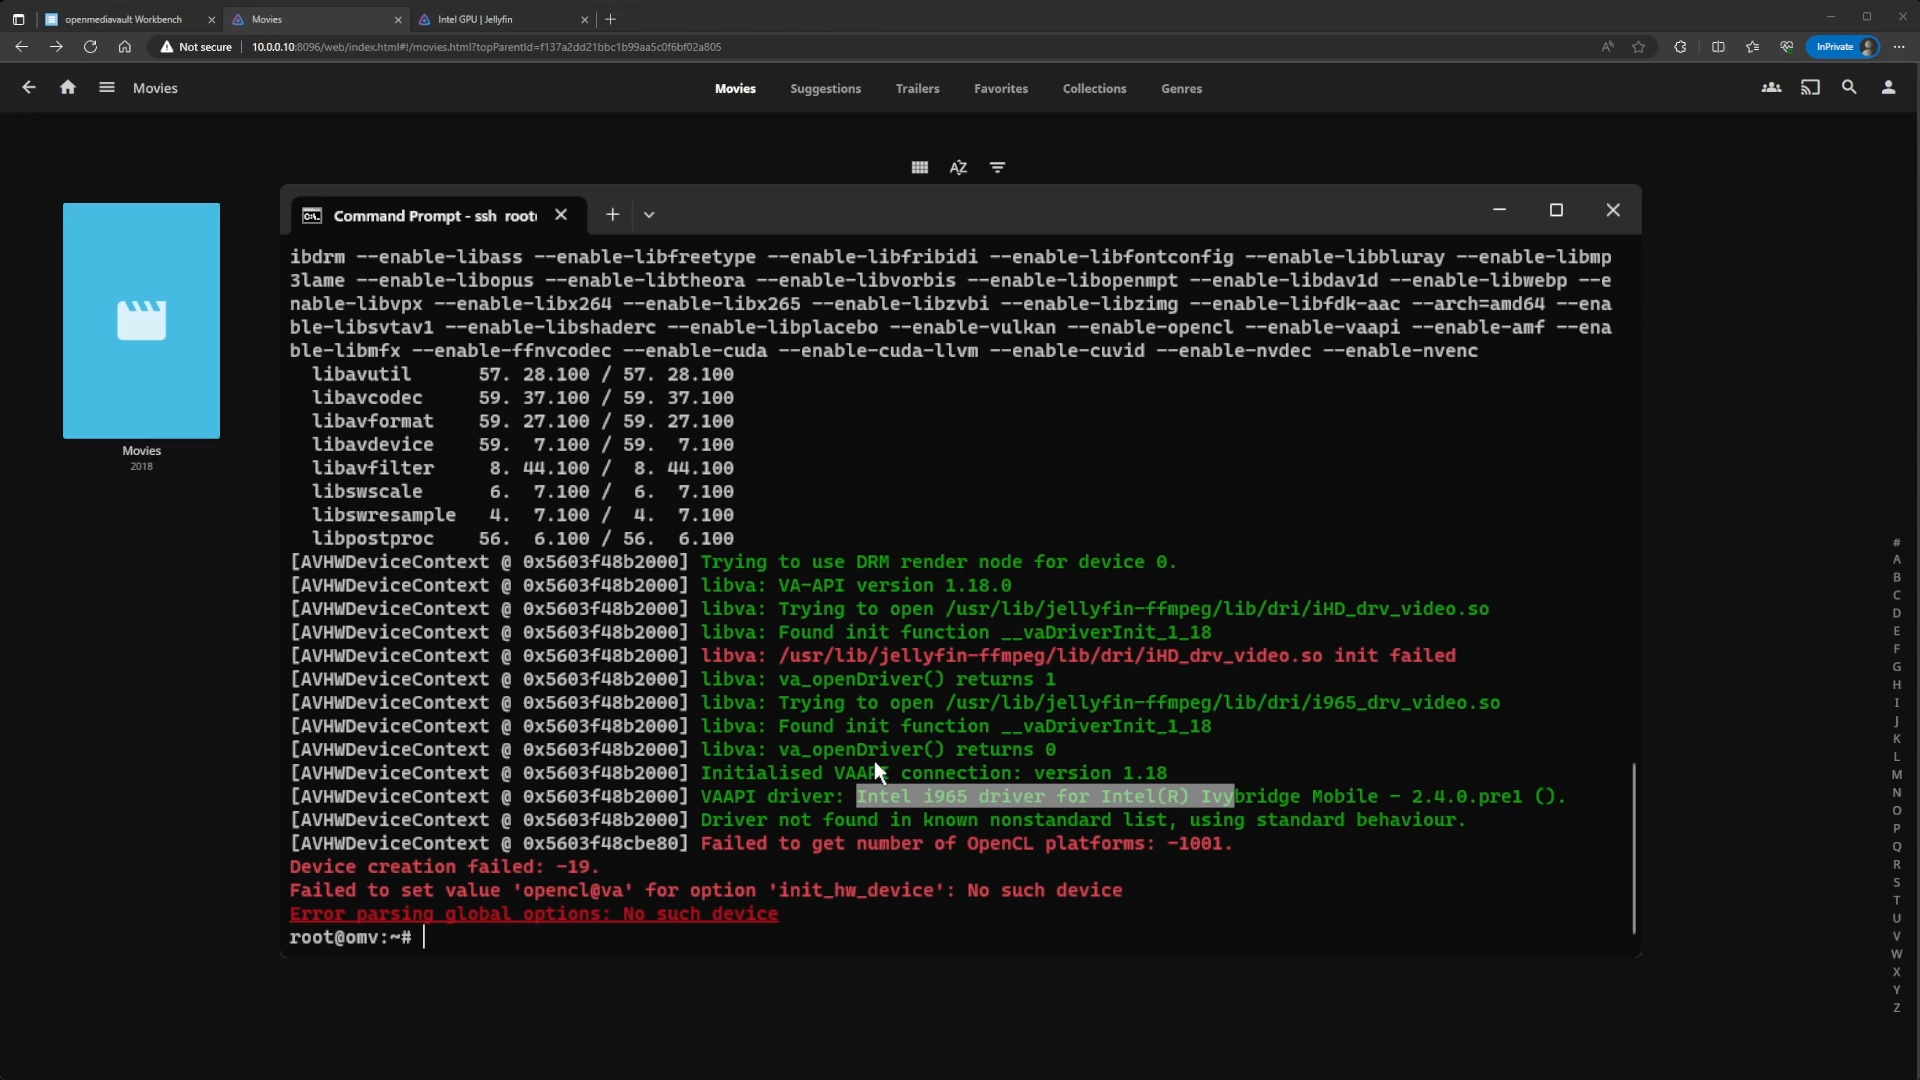 openmediavault Workbench
Movies
Intel GPU | Jellyfin
Not secure
10.0.0.10:8096/web/index.html#!/movies.html?topParentId=f137a2dd21bbc1b99aa5c0f6bf02a805
InPrivate
Movies
Movies
Suggestions
Trailers
Favorites
Collections
Genres
Movies
2018
Command Prompt - ssh root
ibdrm --enable-libass --enable-libfreetype --enable-libfribidi --enable-libfontconfig --enable-libbluray --enable-libmp
3lame --enable-libopus --enable-libtheora --enable-libvorbis --enable-libopenmpt --enable-libdav1d --enable-libwebp --e
nable-libvpx --enable-libx264 --enable-libx265 --enable-libzvbi --enable-libzimg --enable-libfdk-aac --arch=amd64 --ena
ble-libsvtav1 --enable-libshaderc --enable-libplacebo --enable-vulkan --enable-opencl --enable-vaapi --enable-amf --ena
ble-libmfx --enable-ffnvcodec --enable-cuda --enable-cuda-llvm --enable-cuvid --enable-nvdec --enable-nvenc
libavutil 57. 28.100 / 57. 28.100
libavcodec 59. 37.100 / 59. 37.100
libavformat 59. 27.100 / 59. 27.100
libavdevice 59. 7.100 / 59. 7.100
libavfilter 8. 44.100 / 8. 44.100
libswscale 6. 7.100 / 6. 7.100
libswresample 4. 7.100 / 4. 7.100
libpostproc 56. 6.100 / 56. 6.100
[AVHWDeviceContext @ 0x5603f48b2000] Trying to use DRM render node for device 0.
[AVHWDeviceContext @ 0x5603f48b2000] libva: VA-API version 1.18.0
[AVHWDeviceContext @ 0x5603f48b2000] libva: Trying to open /usr/lib/jellyfin-ffmpeg/lib/dri/iHD_drv_video.so
[AVHWDeviceContext @ 0x5603f48b2000] libva: Found init function __vaDriverInit_1_18
[AVHWDeviceContext @ 0x5603f48b2000] libva: /usr/lib/jellyfin-ffmpeg/lib/dri/iHD_drv_video.so init failed
[AVHWDeviceContext @ 0x5603f48b2000] libva: va_openDriver() returns 1
[AVHWDeviceContext @ 0x5603f48b2000] libva: Trying to open /usr/lib/jellyfin-ffmpeg/lib/dri/i965_drv_video.so
[AVHWDeviceContext @ 0x5603f48b2000] libva: Found init function __vaDriverInit_1_18
[AVHWDeviceContext @ 0x5603f48b2000] libva: va_openDriver() returns 0
[AVHWDeviceContext @ 0x5603f48b2000] Initialised VAAPI connection: version 1.18
[AVHWDeviceContext @ 0x5603f48b2000] VAAPI driver: Intel i965 driver for Intel(R) Ivybridge Mobile - 2.4.0.pre1 ().
[AVHWDeviceContext @ 0x5603f48b2000] Driver not found in known nonstandard list, using standard behaviour.
[AVHWDeviceContext @ 0x5603f48cbe80] Failed to get number of OpenCL platforms: -1001.
Device creation failed: -19.
Failed to set value 'opencl@va' for option 'init_hw_device': No such device
Error parsing global options: No such device
root@omv:~#
#
A
B
C
D
E
F
G
H
I
J
K
L
M
N
O
P
Q
R
S
T
U
V
W
X
Y
Z